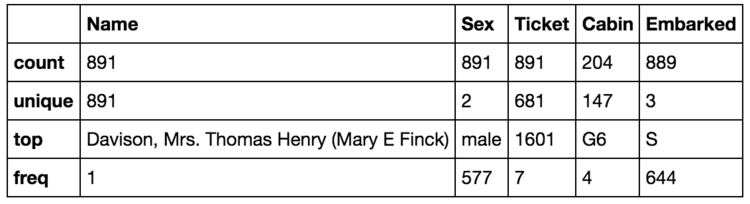 Name Sex Ticket Cabin Embarked
count 891 891 891 204 889
unique 891 2 681 147 3
top Davison, Mrs. Thomas Henry (Mary E Finck) male 1601 G6 S
freq 1 577 7 4 644